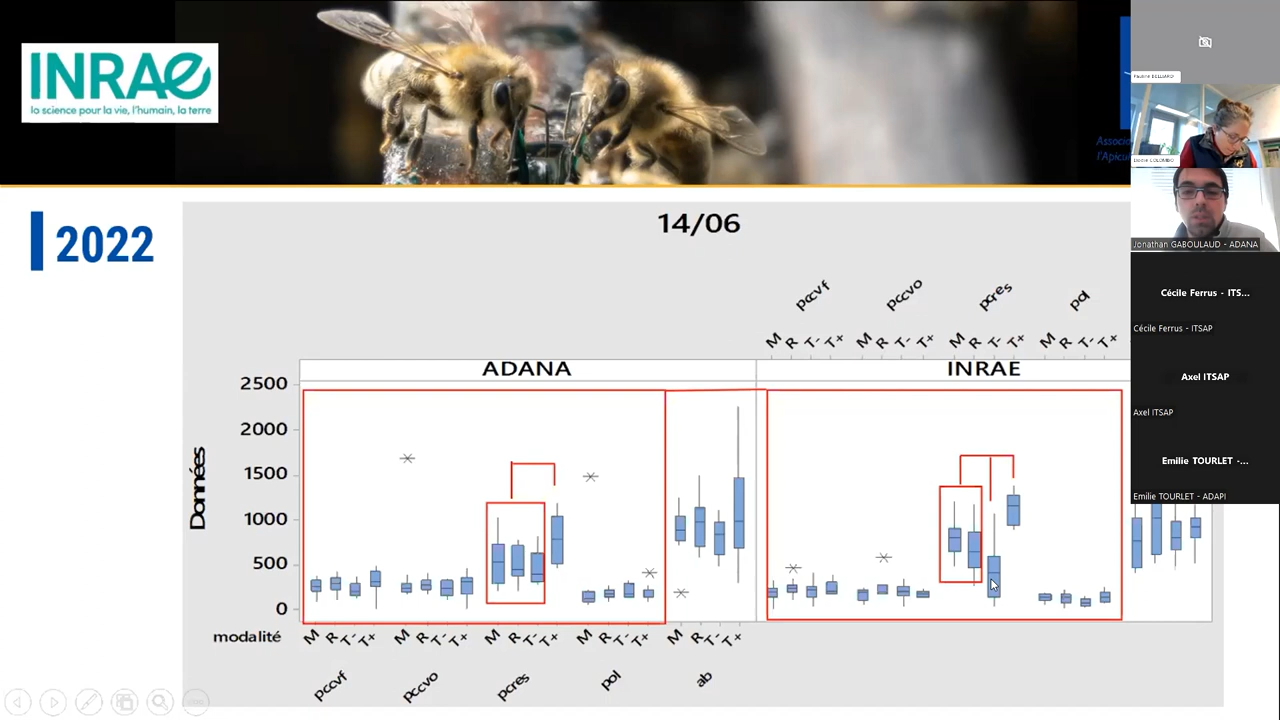 INRAE
la science pour la vie, l'humain, la terre
Associa
l'Apicul
2022
14/06
pccvf pccvo pcres pol
M R T- T+ M R T- T+ M R T- T+ M R T- T+
ADANA INRAE
Données
2500
2000
1500
1000
500
0
modalité M R T- T+ M R T- T+ M R T- T+ M R T- T+ M R T- T+
pccvf pccvo pcres pol ab
Jonathan GABOULAUD - ADANA
Cécile Ferrus - ITS...
Cécile Ferrus - ITSAP
Axel ITSAP
Axel ITSAP
Emilie TOURLET -...
Emilie TOURLET - ADAPI